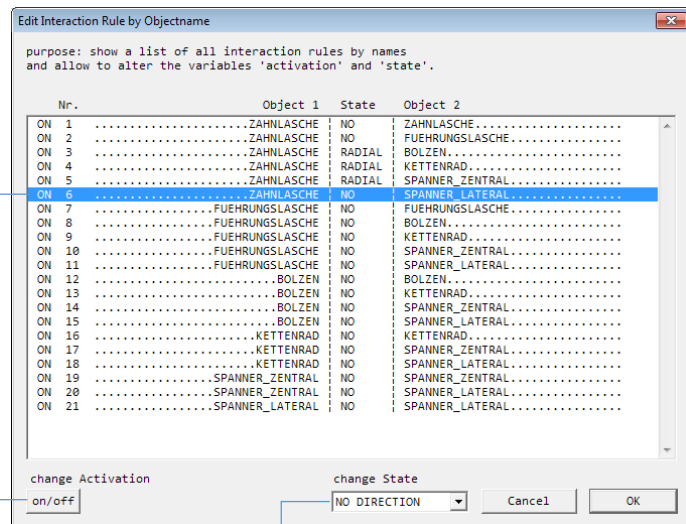 Edit Interaction Rule by Objectname
purpose: show a list of all interaction rules by names
and allow to alter the variables 'activation' and 'state'.
Nr. Object 1 State Object 2
ON 1 ......................ZAHNLASCHE ¦ NO ¦ ZAHNLASCHE.....................
ON 2 ......................ZAHNLASCHE ¦ NO ¦ FUEHRUNGSLASCHE................
ON 3 ......................ZAHNLASCHE ¦ RADIAL ¦ BOLZEN.........................
ON 4 ......................ZAHNLASCHE ¦ RADIAL ¦ KETTENRAD......................
ON 5 ......................ZAHNLASCHE ¦ RADIAL ¦ SPANNER_ZENTRAL................
ON 6 ......................ZAHNLASCHE ¦ NO ¦ SPANNER_LATERAL................
ON 7 .................FUEHRUNGSLASCHE ¦ NO ¦ FUEHRUNGSLASCHE................
ON 8 .................FUEHRUNGSLASCHE ¦ NO ¦ BOLZEN.........................
ON 9 .................FUEHRUNGSLASCHE ¦ NO ¦ KETTENRAD......................
ON 10 .................FUEHRUNGSLASCHE ¦ NO ¦ SPANNER_ZENTRAL................
ON 11 .................FUEHRUNGSLASCHE ¦ NO ¦ SPANNER_LATERAL................
ON 12 ..........................BOLZEN ¦ NO ¦ BOLZEN.........................
ON 13 ..........................BOLZEN ¦ NO ¦ KETTENRAD......................
ON 14 ..........................BOLZEN ¦ NO ¦ SPANNER_ZENTRAL................
ON 15 ..........................BOLZEN ¦ NO ¦ SPANNER_LATERAL................
ON 16 .......................KETTENRAD ¦ NO ¦ KETTENRAD......................
ON 17 .......................KETTENRAD ¦ NO ¦ SPANNER_ZENTRAL................
ON 18 .......................KETTENRAD ¦ NO ¦ SPANNER_LATERAL................
ON 19 .................SPANNER_ZENTRAL ¦ NO ¦ SPANNER_ZENTRAL................
ON 20 .................SPANNER_ZENTRAL ¦ NO ¦ SPANNER_LATERAL................
ON 21 .................SPANNER_LATERAL ¦ NO ¦ SPANNER_LATERAL................
change Activation change State
on/off NO DIRECTION Cancel OK